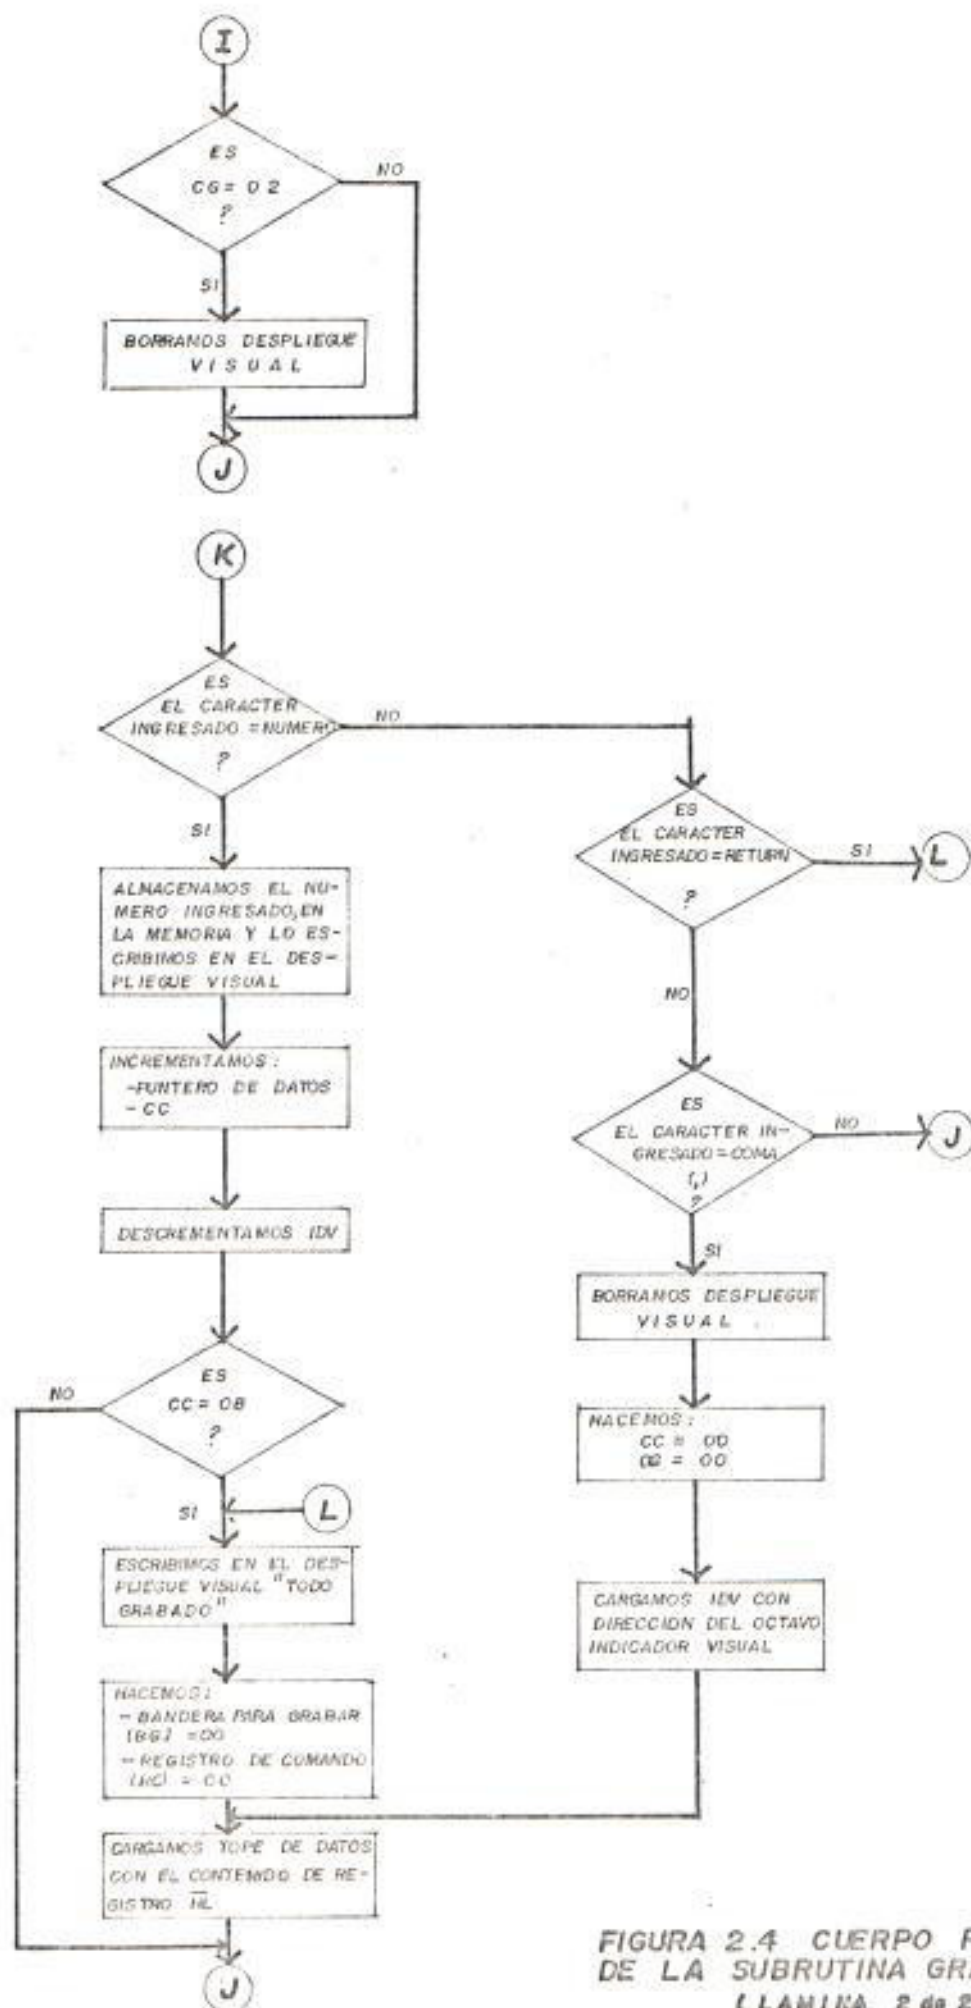 I
ES
CG = 02
?
NO
SI
BORRAMOS DESPLIEGUE
VISUAL
J
K
ES
EL CARACTER
INGRESADO = NUMERO
?
NO
SI
ALMACENAMOS EL NU-
MERO INGRESADO, EN
LA MEMORIA Y LO ES-
CRIBIMOS EN EL DES-
PLIEGUE VISUAL
INCREMENTAMOS :
-PUNTERO DE DATOS
- CC
DESCREMENTAMOS IDV
ES
CC = 08
?
NO
SI
L
ESCRIBIMOS EN EL DES-
PLIEGUE VISUAL "TODO
GRABADO"
HACEMOS :
- BANDERA PARA GRABAR
(BG) = 00
- REGISTRO DE COMANDO
(RC) = 00
CARGAMOS TOPE DE DATOS
CON EL CONTENIDO DE RE-
GISTRO HL
J
ES
EL CARACTER
INGRESADO = RETURN
?
SI
L
NO
ES
EL CARACTER IN-
GRESADO = COMA
(,)
?
NO
J
SI
BORRAMOS DESPLIEGUE
VISUAL
HACEMOS :
CC = 00
= 00
CARGAMOS IDV CON
DIRECCION DEL OCTAVO
INDICADOR VISUAL
FIGURA 2.4 CUERPO
DE LA SUBRUTINA
( LAMINA 2 de